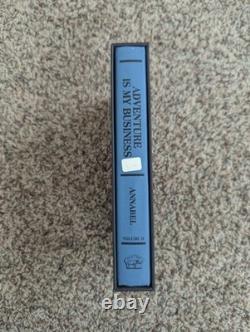 ADVENTURE
IS MY BUSINESS
ANNABEL
VOLUME II